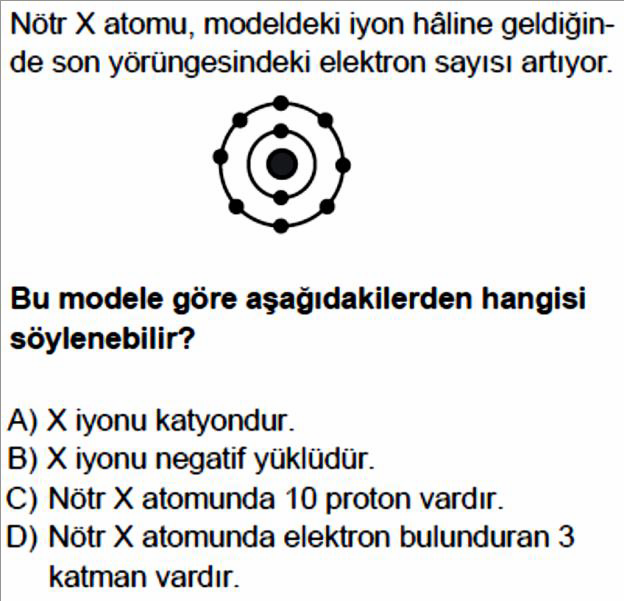 Nötr X atomu, modeldeki iyon hâline geldiğin-
de son yörüngesindeki elektron sayısı artıyor.
Bu modele göre aşağıdakilerden hangisi
söylenebilir?
A) X iyonu katyondur.
B) X iyonu negatif yüklüdür.
C) Nötr X atomunda 10 proton vardır.
D) Nötr X atomunda elektron bulunduran 3
katman vardır.